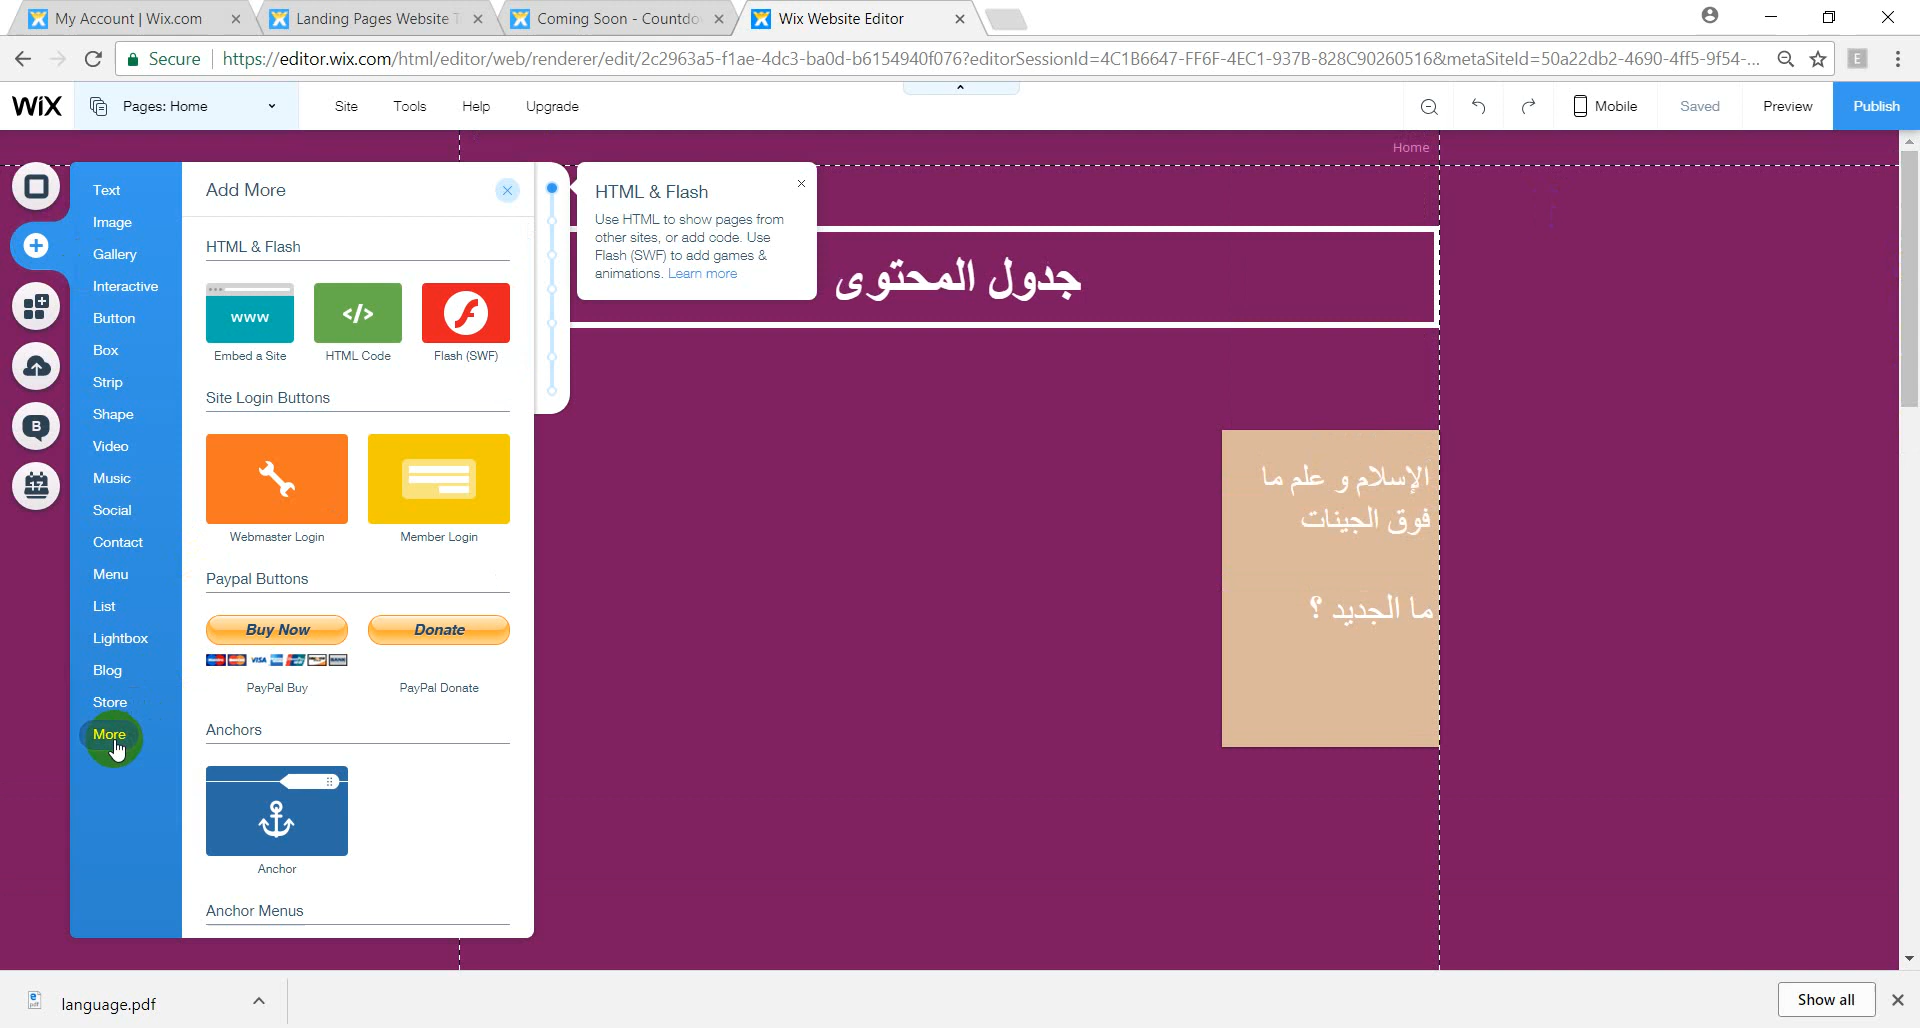 My Account | Wix.com
Landing Pages Website T
Coming Soon - Countdo
Wix Website Editor
Secure
https://editor.wix.com/html/editor/web/renderer/edit/2c2963a5-f1ae-4dc3-ba0d-b6154940f076?editorSessionId=4C1B6647-FF6F-4EC1-937B-828C90260516&metaSiteId=50a22db2-4690-4ff5-9f54-...
E
WiX
Pages: Home
Site
Tools
Help
Upgrade
Mobile
Saved
Preview
Publish
Home
Text
Image
Gallery
Interactive
Button
Box
Strip
Shape
Video
Music
Social
Contact
Menu
List
Lightbox
Blog
Store
More
B
17
Add More
HTML & Flash
www
</>
Embed a Site
HTML Code
Flash (SWF)
Site Login Buttons
Webmaster Login
Member Login
Paypal Buttons
Buy Now
Donate
VISA
PayPal Buy
PayPal Donate
Anchors
Anchor
Anchor Menus
HTML & Flash
Use HTML to show pages from
other sites, or add code. Use
Flash (SWF) to add games &
animations. Learn more
جدول المحتوى
الإسلام و علم ما
فوق الجينات
ما الجديد ؟
language.pdf
Show all